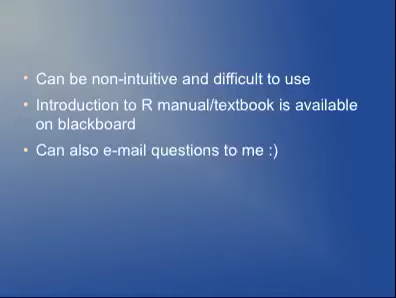 • Can be non-intuitive and difficult to use
• Introduction to R manual/textbook is available
on blackboard
• Can also e-mail questions to me :)